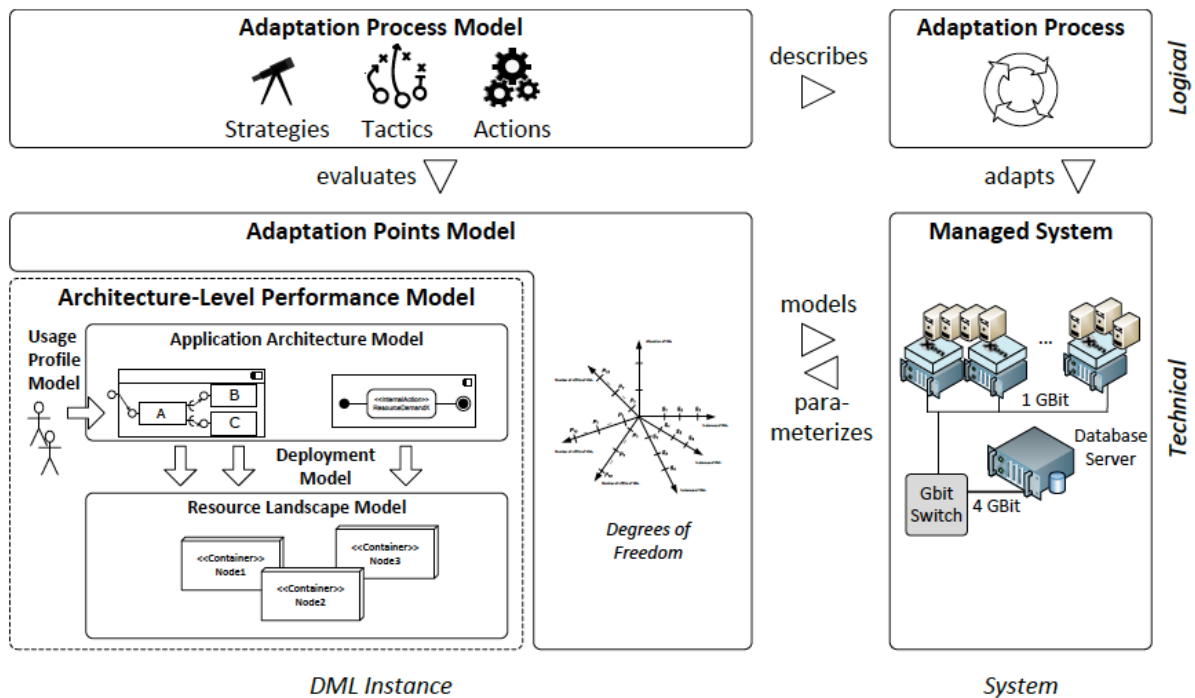 Adaptation Process Model
Strategies
Tactics
Actions
describes
Adaptation Process
Logical
evaluates
adapts
Adaptation Points Model
Architecture-Level Performance Model
Usage
Profile
Model
Application Architecture Model
A
B
C
<<InternalAction>>
ResourceDemandX
Deployment
Model
Resource Landscape Model
<<Container>>
Node1
<<Container>>
Node2
<<Container>>
Node3
Degrees of
Freedom
models
para-
meterizes
Managed System
...
1 GBit
Database
Server
Gbit
Switch
4 GBit
Technical
DML Instance
System